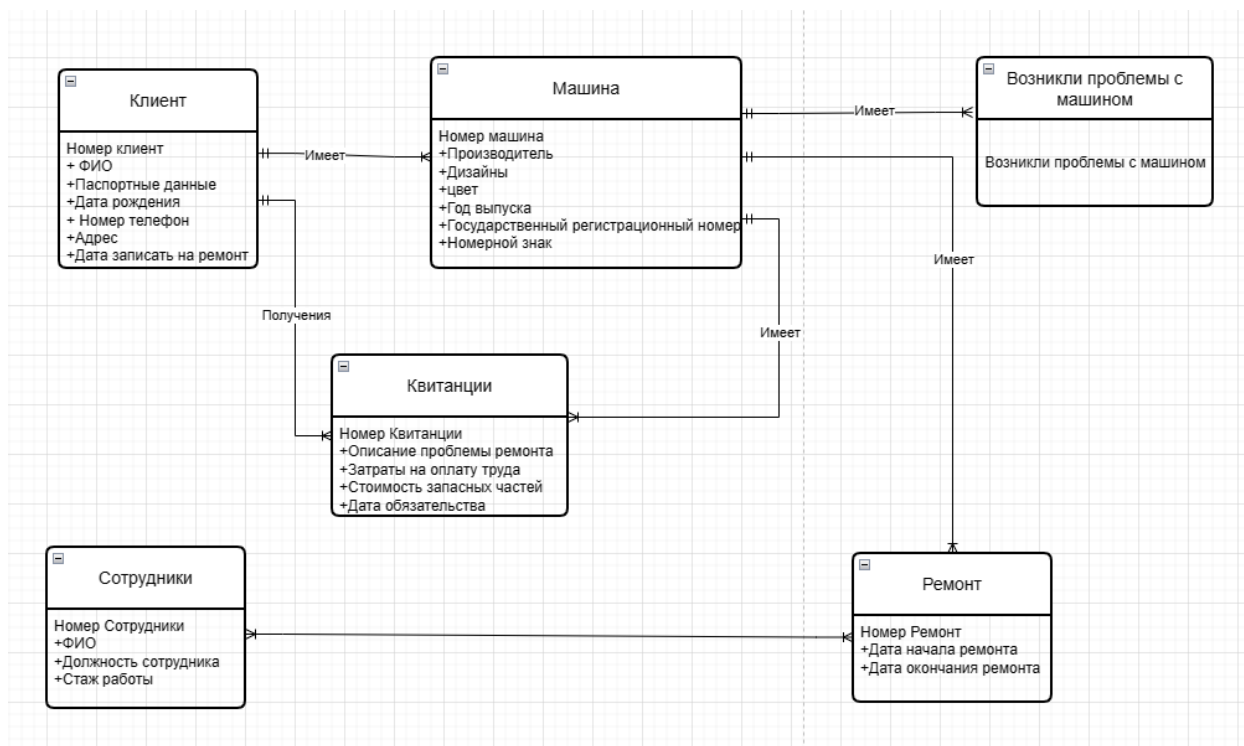 Клиент
Номер клиент
+ ФИО
+Паспортные данные
+Дата рождения
+ Номер телефон
+Адрес
+Дата записать на ремонт
Имеет
Машина
Номер машина
+Производитель
+Дизайны
+цвет
+Год выпуска
+Государственный регистрационный номер
+Номерной знак
Имеет
Возникли проблемы с
машином
Возникли проблемы с машином
Имеет
Получения
Имеет
Квитанции
Номер Квитанции
+Описание проблемы ремонта
+Затраты на оплату труда
+Стоимость запасных частей
+Дата обязательства
Сотрудники
Номер Сотрудники
+ФИО
+Должность сотрудника
+Стаж работы
Ремонт
Номер Ремонт
+Дата начала ремонта
+Дата окончания ремонта